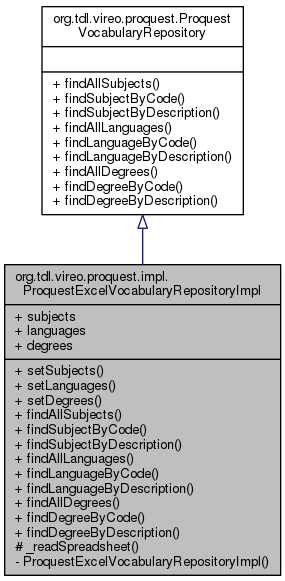 org.tdl.vireo.proquest.Proquest
VocabularyRepository
+ findAllSubjects()
+ findSubjectByCode()
+ findSubjectByDescription()
+ findAllLanguages()
+ findLanguageByCode()
+ findLanguageByDescription()
+ findAllDegrees()
+ findDegreeByCode()
+ findDegreeByDescription()
org.tdl.vireo.proquest.impl.
ProquestExcelVocabularyRepositoryImpl
+ subjects
+ languages
+ degrees
+ setSubjects()
+ setLanguages()
+ setDegrees()
+ findAllSubjects()
+ findSubjectByCode()
+ findSubjectByDescription()
+ findAllLanguages()
+ findLanguageByCode()
+ findLanguageByDescription()
+ findAllDegrees()
+ findDegreeByCode()
+ findDegreeByDescription()
# _readSpreadsheet()
- ProquestExcelVocabularyRepositoryImpl()